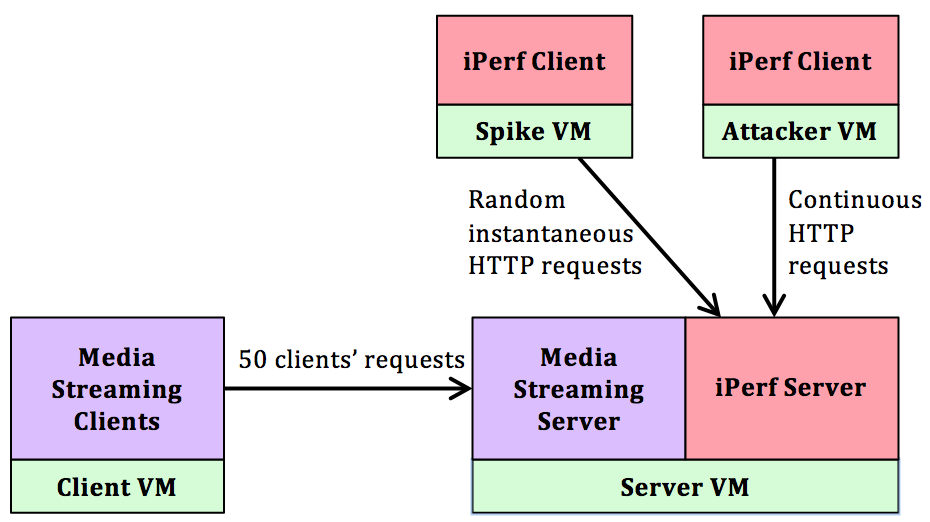 iPerf Client
Spike VM
iPerf Client
Attacker VM
Random
instantaneous
HTTP requests
Continuous
HTTP
requests
Media
Streaming
Clients
Client VM
50 clients’ requests
Media
Streaming
Server
iPerf Server
Server VM